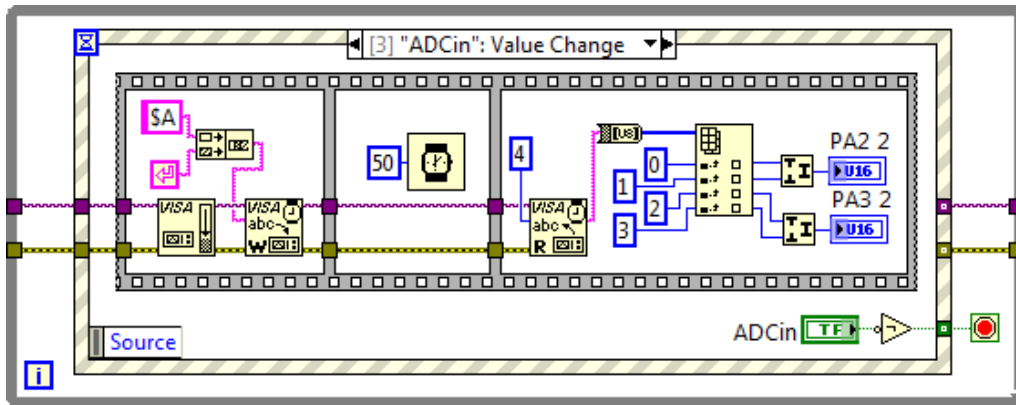 [3] "ADCin": Value Change
$A
50
4
[U8]
0
1
2
3
PA2 2
U16
PA3 2
U16
VISA
VISA
abc
W
VISA
abc
R
ADCin
TF
Source
i